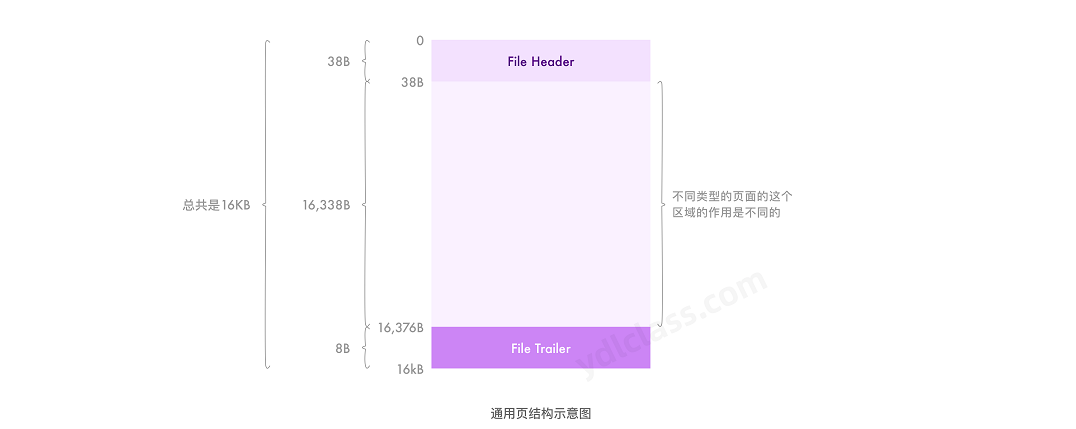 0
38B
File Header
38B
不同类型的页面的这个
区域的作用是不同的
总共是16KB
16,338B
16,376B
8B
File Trailer
16kB
ydlclass.com
通用页结构示意图